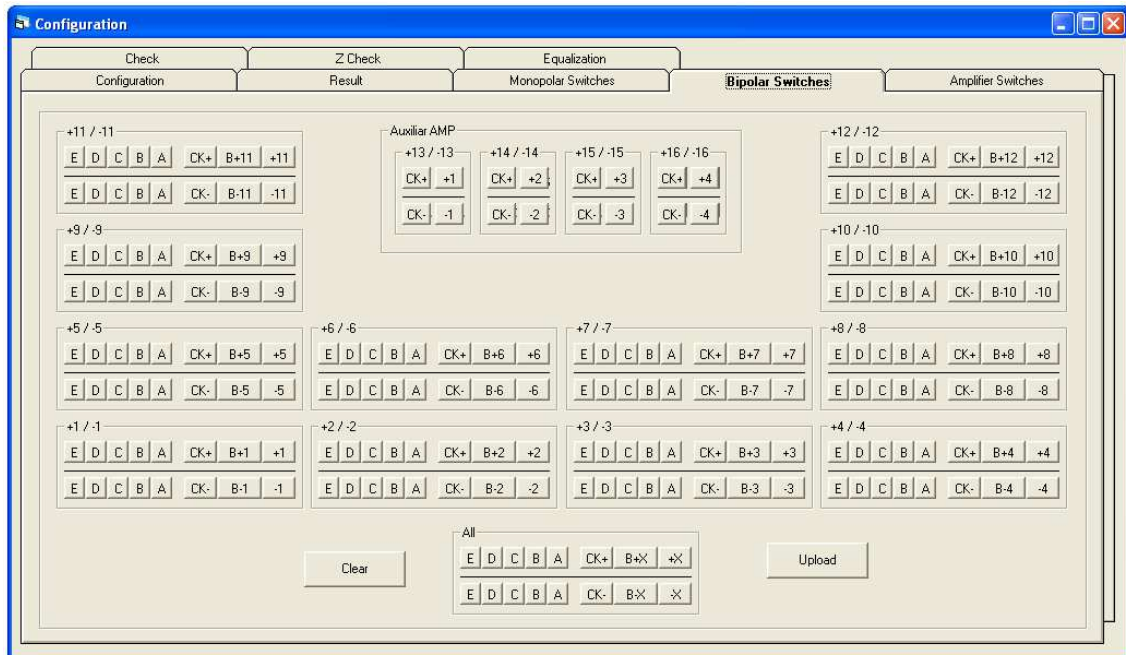 Configuration
Check Z Check Equalization
Configuration Result Monopolar Switches Bipolar Switches Amplifier Switches
+11 / -11
E D C B A CK+ B+11 +11
E D C B A CK- B-11 -11
Auxiliar AMP
+13 / -13 +14 / -14 +15 / -15 +16 / -16
CK+ +1 CK+ +2 CK+ +3 CK+ +4
CK- -1 CK- -2 CK- -3 CK- -4
+12 / -12
E D C B A CK+ B+12 +12
E D C B A CK- B-12 -12
+9 / -9
E D C B A CK+ B+9 +9
E D C B A CK- B-9 -9
+10 / -10
E D C B A CK+ B+10 +10
E D C B A CK- B-10 -10
+5 / -5
E D C B A CK+ B+5 +5
E D C B A CK- B-5 -5
+6 / -6
E D C B A CK+ B+6 +6
E D C B A CK- B-6 -6
+7 / -7
E D C B A CK+ B+7 +7
E D C B A CK- B-7 -7
+8 / -8
E D C B A CK+ B+8 +8
E D C B A CK- B-8 -8
+1 / -1
E D C B A CK+ B+1 +1
E D C B A CK- B-1 -1
+2 / -2
E D C B A CK+ B+2 +2
E D C B A CK- B-2 -2
+3 / -3
E D C B A CK+ B+3 +3
E D C B A CK- B-3 -3
+4 / -4
E D C B A CK+ B+4 +4
E D C B A CK- B-4 -4
Clear
All
E D C B A CK+ B+X +X
E D C B A CK- B-X -X
Upload